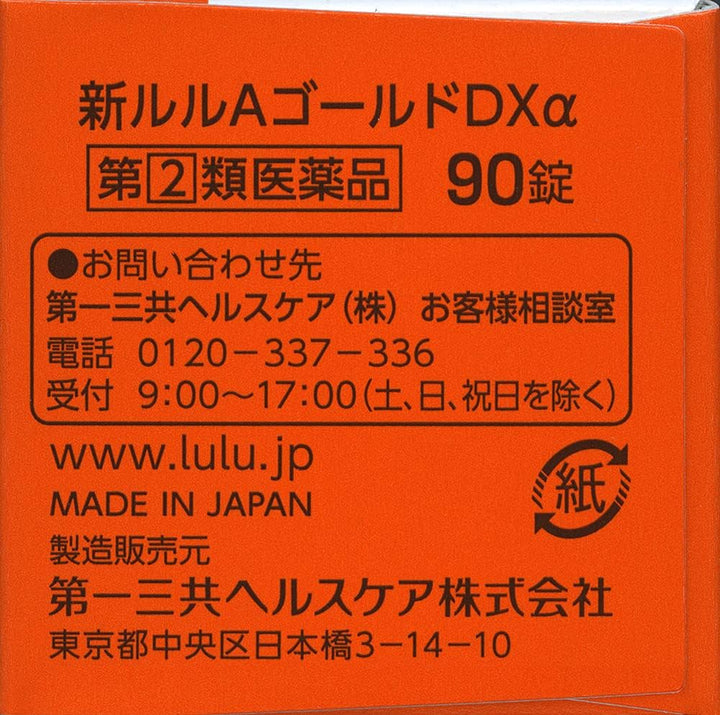 新ルルAゴールドDXα
第②類医薬品 90錠
●お問い合わせ先
第一三共ヘルスケア(株) お客様相談室
電話 0120-337-336
受付 9:00～17:00(土、日、祝日を除く)
www.lulu.jp
MADE IN JAPAN
紙
製造販売元
第一三共ヘルスケア株式会社
東京都中央区日本橋3-14-10